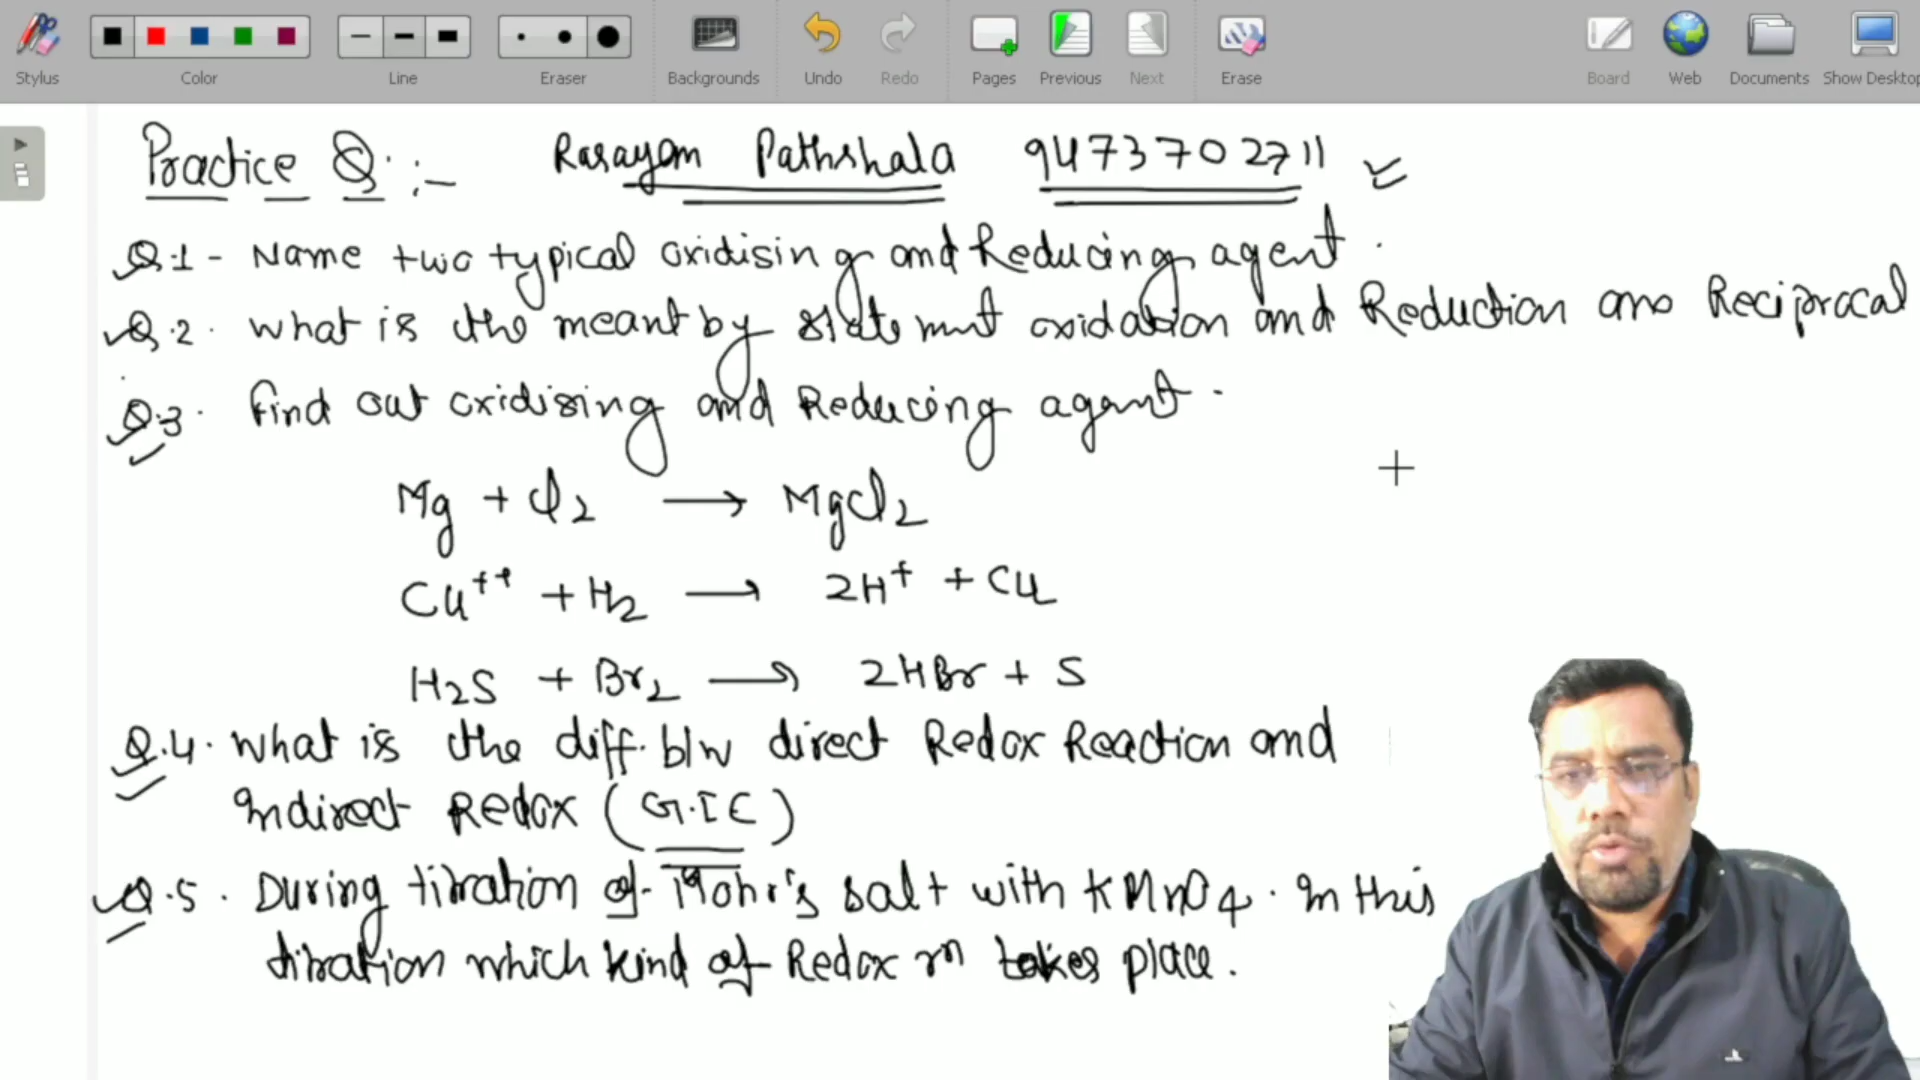 Stylus
Color
Line
Eraser
Backgrounds
Undo
Redo
Pages
Previous
Next
Erase
Board
Web
Documents
Show Desktop
Practice Q :- Rasayan Pathshala 9473702711
Q.1 - Name two typical oxidising and Reducing agent.
Q.2. What is the meant by statement oxidation and Reduction are Reciprocal
Q.3. Find out oxidising and Reducing agent.
Mg + Cl2 → MgCl2
Cu++ + H2 → 2H+ + Cu
H2S + Br2 → 2HBr + S
Q.4. What is the diff. b/w direct Redox Reaction and
Indirect Redox (G.I.C)
Q.5. During titration of Mohr's salt with KMnO4. In this
titration which kind of Redox rn takes place.